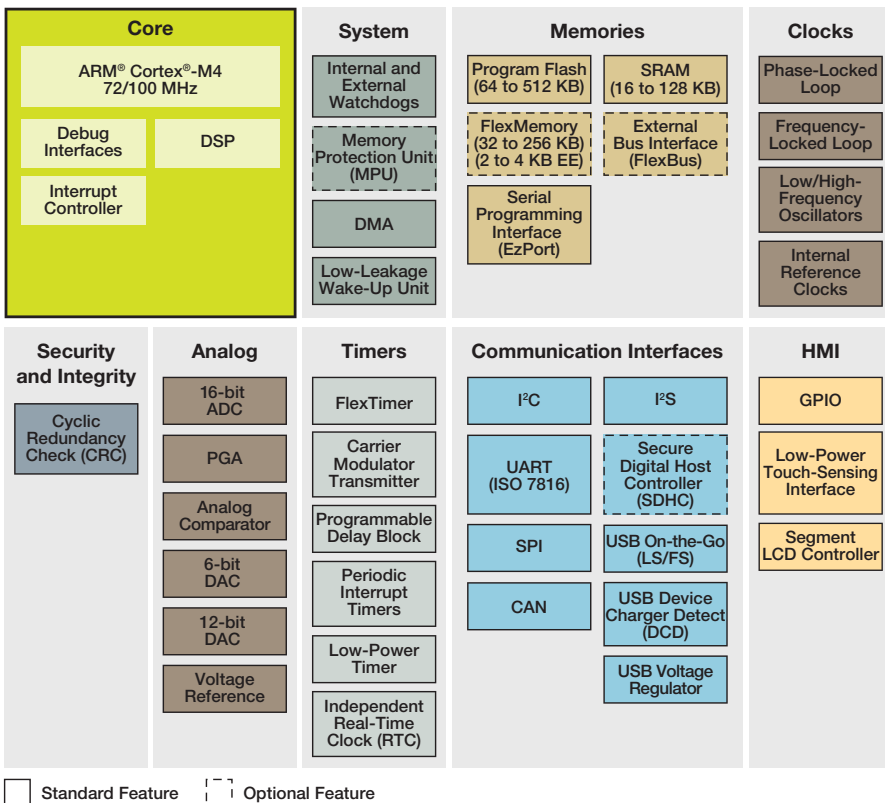 Core
ARM® Cortex®-M4
72/100 MHz
Debug
Interfaces
DSP
Interrupt
Controller
System
Internal and
External
Watchdogs
Memory
Protection Unit
(MPU)
DMA
Low-Leakage
Wake-Up Unit
Memories
Program Flash
(64 to 512 KB)
SRAM
(16 to 128 KB)
FlexMemory
(32 to 256 KB)
(2 to 4 KB EE)
External
Bus Interface
(FlexBus)
Serial
Programming
Interface
(EzPort)
Clocks
Phase-Locked
Loop
Frequency-
Locked Loop
Low/High-
Frequency
Oscillators
Internal
Reference
Clocks
Security
and Integrity
Cyclic
Redundancy
Check (CRC)
Analog
16-bit
ADC
PGA
Analog
Comparator
6-bit
DAC
12-bit
DAC
Voltage
Reference
Timers
FlexTimer
Carrier
Modulator
Transmitter
Programmable
Delay Block
Periodic
Interrupt
Timers
Low-Power
Timer
Independent
Real-Time
Clock (RTC)
Communication Interfaces
I²C
I²S
UART
(ISO 7816)
Secure
Digital Host
Controller
(SDHC)
SPI
USB On-the-Go
(LS/FS)
CAN
USB Device
Charger Detect
(DCD)
USB Voltage
Regulator
HMI
GPIO
Low-Power
Touch-Sensing
Interface
Segment
LCD Controller
Standard Feature
Optional Feature